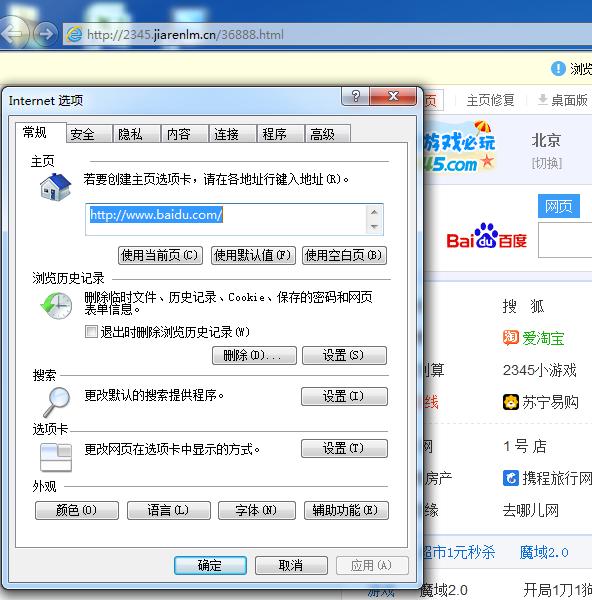 http://2345.jiarenlm.cn/36888.html
浏览
Internet 选项
页
主页修复
桌面版
常规
安全
隐私
内容
连接
程序
高级
游戏必玩
45.com
北京
[切换]
主页
若要创建主页选项卡，请在各地址行键入地址(R)。
http://www.baidu.com/
使用当前页(C)
使用默认值(F)
使用空白页(B)
网页
Bai du 百度
浏览历史记录
删除临时文件、历史记录、Cookie、保存的密码和网页
表单信息。
退出时删除浏览历史记录(W)
删除(D)...
设置(S)
搜 狐
淘 爱淘宝
搜索
更改默认的搜索提供程序。
设置(I)
划算
2345小游戏
线
苏宁易购
选项卡
更改网页在选项卡中显示的方式。
设置(T)
网
1 号 店
房产
携程旅行网
外观
颜色(O)
语言(L)
字体(N)
辅助功能(E)
缘
去哪儿网
超市1元秒杀
魔域2.0
确定
取消
应用(A)
游戏
魔域2.0
开局1刀1狗